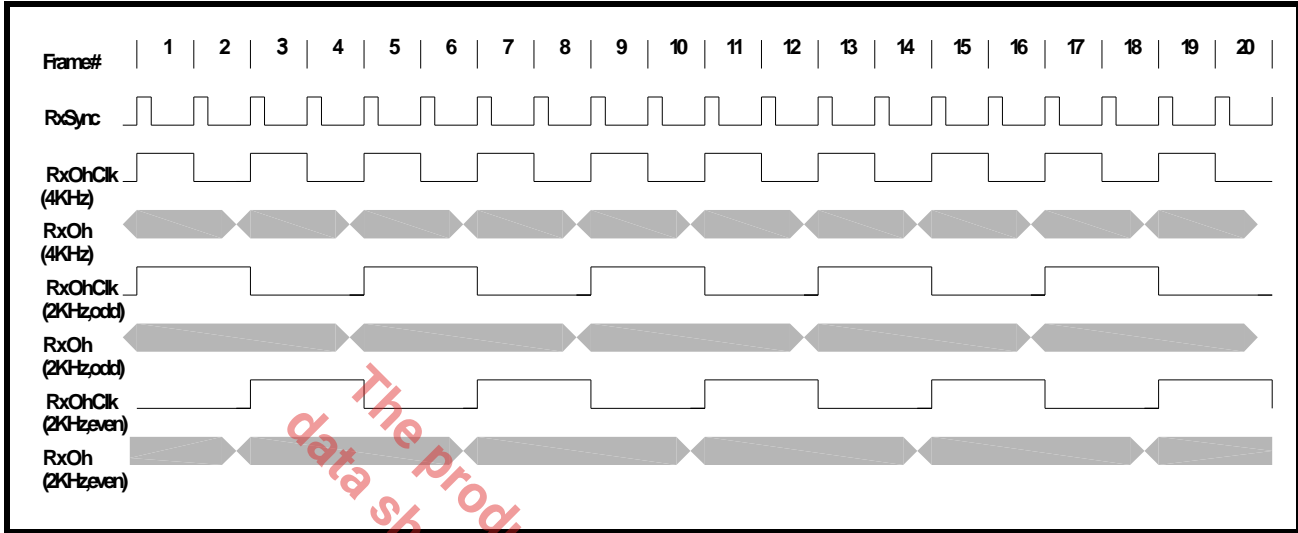 Frame# 1 2 3 4 5 6 7 8 9 10 11 12 13 14 15 16 17 18 19 20
RxSync
RxOhClk
(4KHz)
RxOh
(4KHz)
RxOhClk
(2KHz,odd)
RxOh
(2KHz,odd)
RxOhClk
(2KHz,even)
RxOh
(2KHz,even)
The produ
data sh